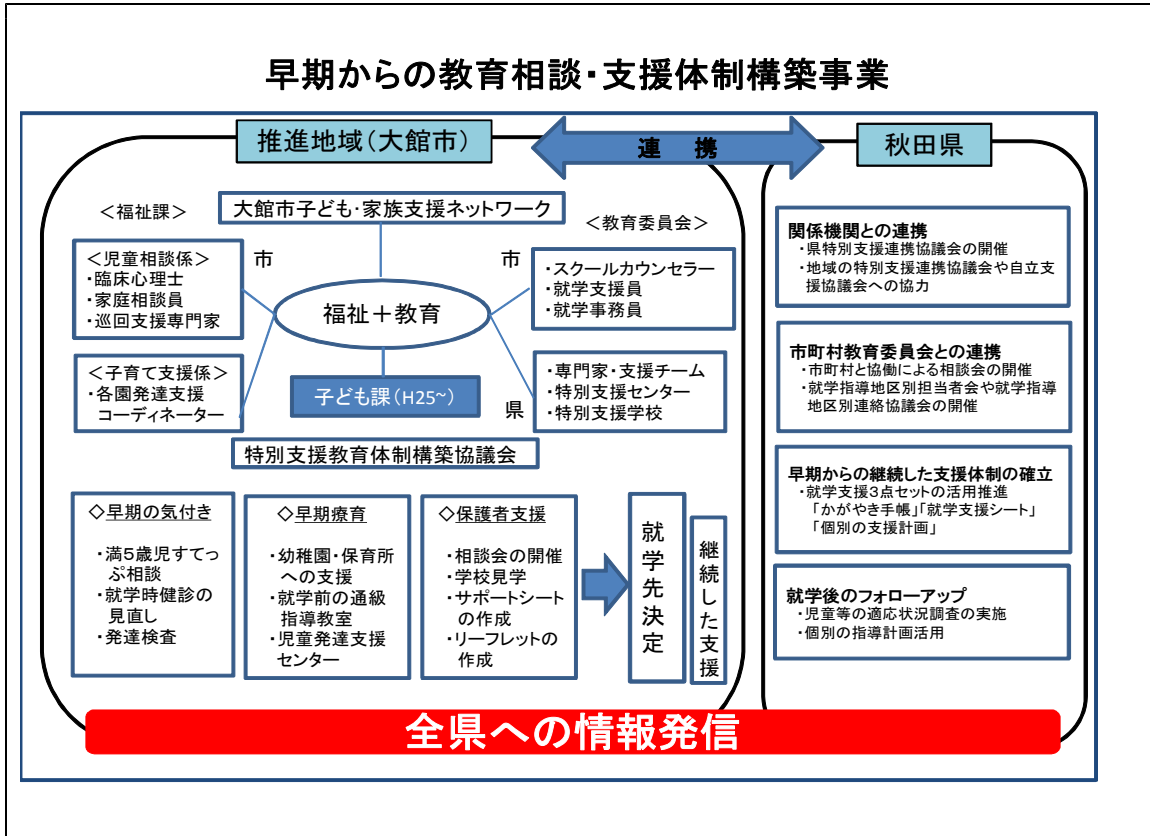 早期からの教育相談・支援体制構築事業
推進地域（大館市）
連　携
秋田県
＜福祉課＞
大館市子ども・家族支援ネットワーク
＜教育委員会＞
＜児童相談係＞
・臨床心理士
・家庭相談員
・巡回支援専門家
市
市
・スクールカウンセラー
・就学支援員
・就学事務員
福祉＋教育
＜子育て支援係＞
・各園発達支援
コーディネーター
子ども課（H25~）
県
・専門家・支援チーム
・特別支援センター
・特別支援学校
特別支援教育体制構築協議会
◇早期の気付き
・満５歳児すてっ
ぷ相談
・就学時健診の
見直し
・発達検査
◇早期療育
・幼稚園・保育所
への支援
・就学前の通級
指導教室
・児童発達支援
センター
◇保護者支援
・相談会の開催
・学校見学
・サポートシート
の作成
・リーフレットの
作成
就学先決定
継続した支援
関係機関との連携
・県特別支援連携協議会の開催
・地域の特別支援連携協議会や自立支
援協議会への協力
市町村教育委員会との連携
・市町村と協働による相談会の開催
・就学指導地区別担当者会や就学指導
地区別連絡協議会の開催
早期からの継続した支援体制の確立
・就学支援３点セットの活用推進
「かがやき手帳」「就学支援シート」
「個別の支援計画」
就学後のフォローアップ
・児童等の適応状況調査の実施
・個別の指導計画活用
全県への情報発信